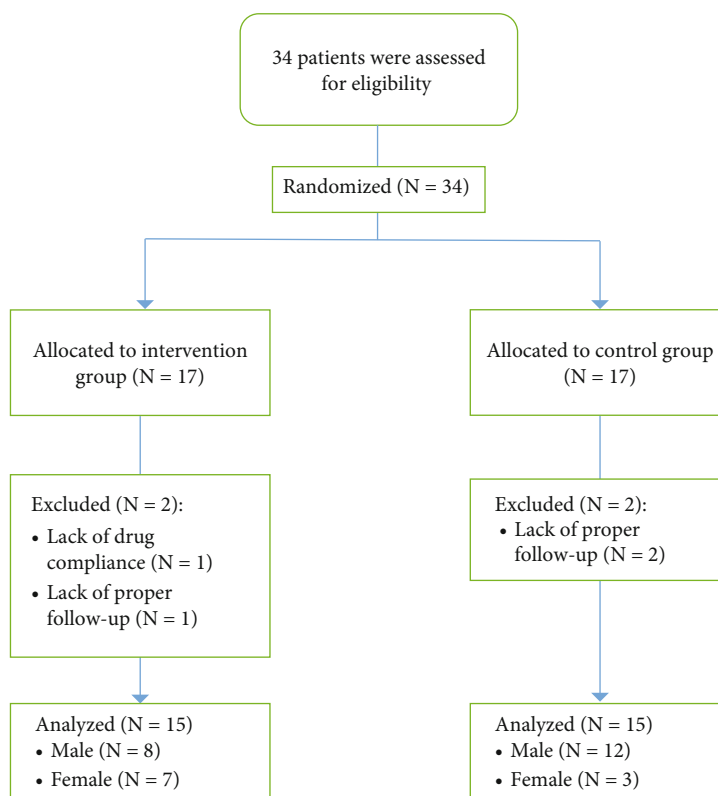 34 patients were assessed
for eligibility
Randomized (N = 34)
Allocated to intervention
group (N = 17)
Allocated to control group
(N = 17)
Excluded (N = 2):
• Lack of drug
compliance (N = 1)
• Lack of proper
follow-up (N = 1)
Excluded (N = 2):
• Lack of proper
follow-up (N = 2)
Analyzed (N = 15)
• Male (N = 8)
• Female (N = 7)
Analyzed (N = 15)
• Male (N = 12)
• Female (N = 3)